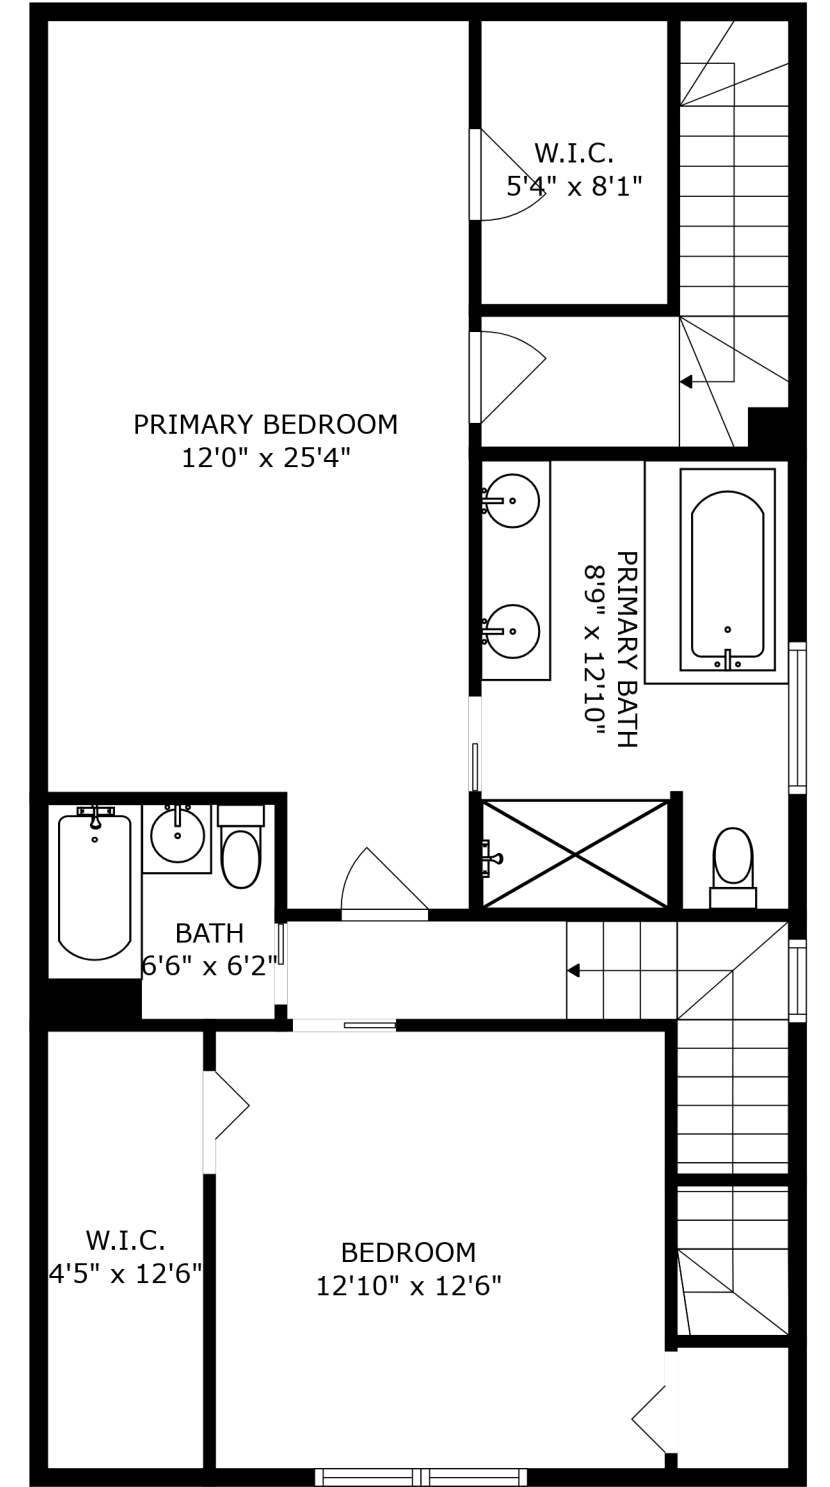 W.I.C.
5'4" x 8'1"
PRIMARY BEDROOM
12'0" x 25'4"
PRIMARY BATH
8'9" x 12'10"
BATH
6'6" x 6'2"
W.I.C.
4'5" x 12'6"
BEDROOM
12'10" x 12'6"